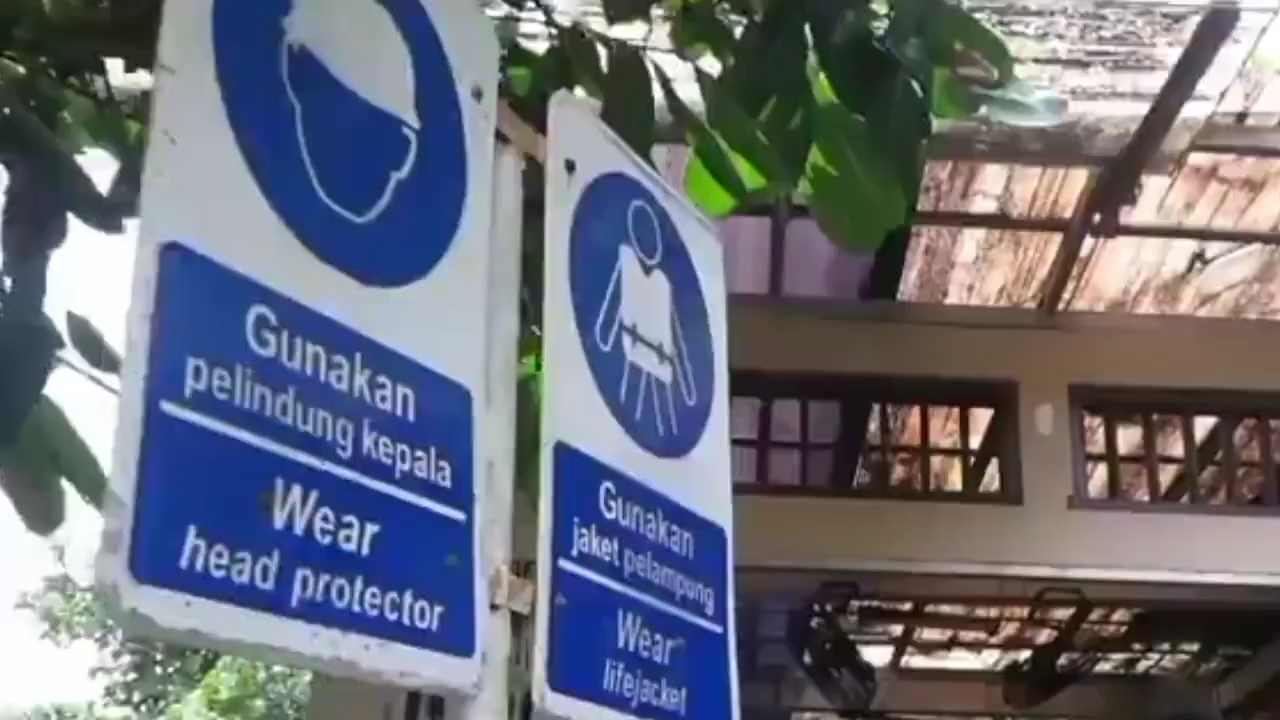 Gunakan
pelindung kepala
Wear
head protector
Gunakan
jaket pelampung
Wear
lifejacket